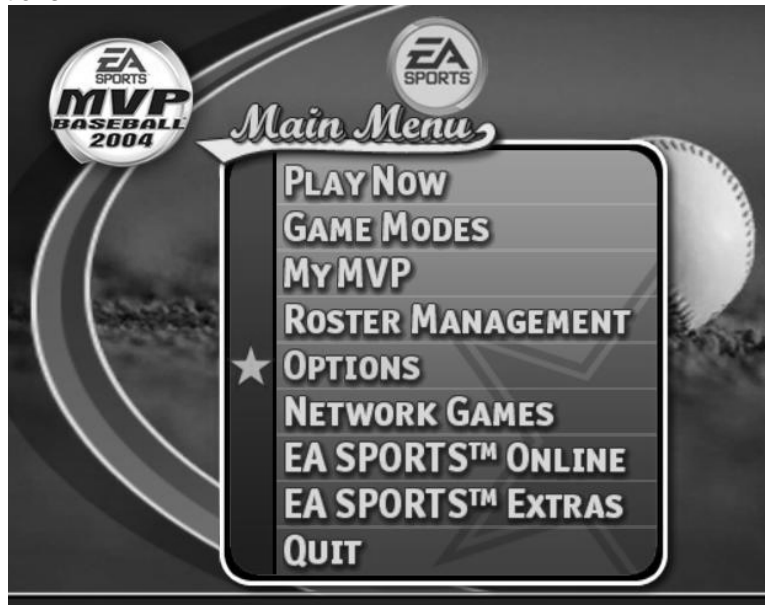 EA
SPORTS
MVP
BASEBALL
2004
EA
SPORTS
Main Menu
PLAY NOW
GAME MODES
MY MVP
ROSTER MANAGEMENT
OPTIONS
NETWORK GAMES
EA SPORTS™ ONLINE
EA SPORTS™ EXTRAS
QUIT